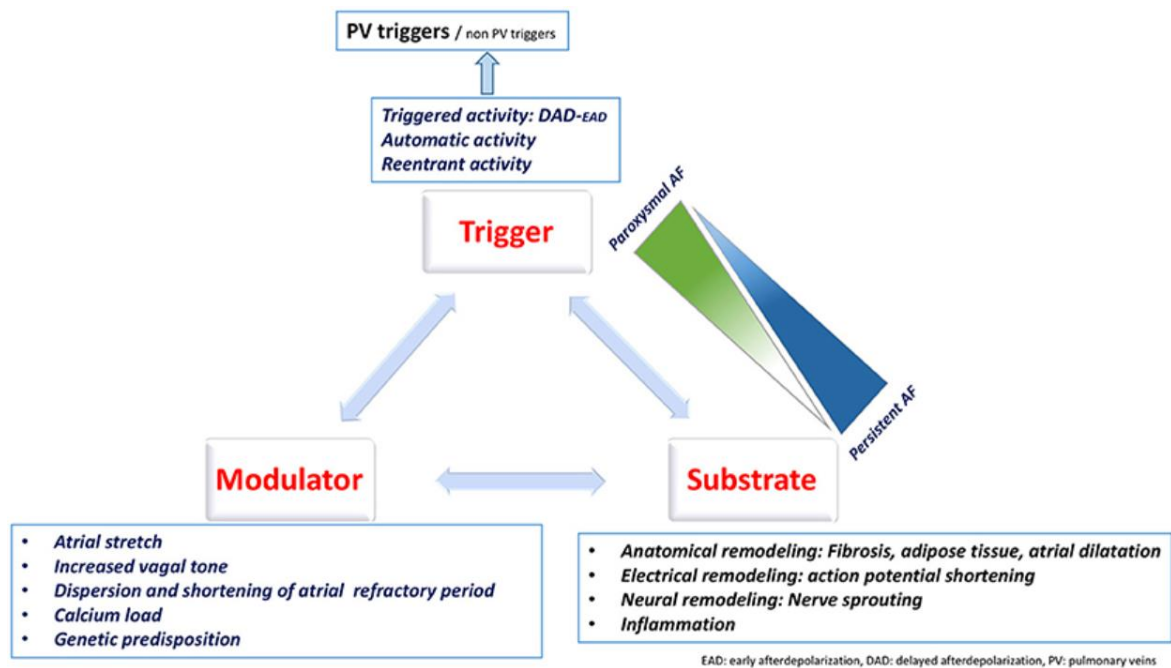 PV triggers / non PV triggers
Triggered activity: DAD-EAD
Automatic activity
Reentrant activity
Trigger
Paroxysmal AF
Persistent AF
Modulator
Substrate
• Atrial stretch
• Increased vagal tone
• Dispersion and shortening of atrial refractory period
• Calcium load
• Genetic predisposition
• Anatomical remodeling: Fibrosis, adipose tissue, atrial dilatation
• Electrical remodeling: action potential shortening
• Neural remodeling: Nerve sprouting
• Inflammation
EAD: early afterdepolarization, DAD: delayed afterdepolarization, PV: pulmonary veins